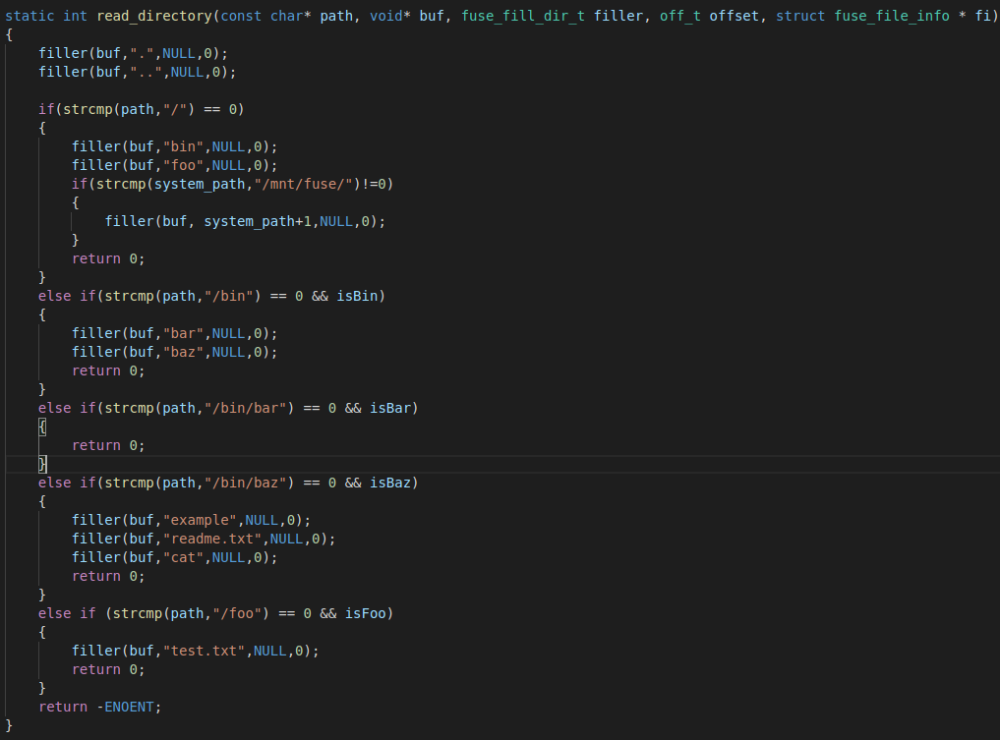 static int read_directory(const char* path, void* buf, fuse_fill_dir_t filler, off_t offset, struct fuse_file_info * fi)
{
    filler(buf,".",NULL,0);
    filler(buf,"..",NULL,0);

    if(strcmp(path,"/") == 0)
    {
        filler(buf,"bin",NULL,0);
        filler(buf,"foo",NULL,0);
        if(strcmp(system_path,"/mnt/fuse/")!=0)
        {
            filler(buf, system_path+1,NULL,0);
        }
        return 0;
    }
    else if(strcmp(path,"/bin") == 0 && isBin)
    {
        filler(buf,"bar",NULL,0);
        filler(buf,"baz",NULL,0);
        return 0;
    }
    else if(strcmp(path,"/bin/bar") == 0 && isBar)
    {
        return 0;
    }
    else if(strcmp(path,"/bin/baz") == 0 && isBaz)
    {
        filler(buf,"example",NULL,0);
        filler(buf,"readme.txt",NULL,0);
        filler(buf,"cat",NULL,0);
        return 0;
    }
    else if (strcmp(path,"/foo") == 0 && isFoo)
    {
        filler(buf,"test.txt",NULL,0);
        return 0;
    }
    return -ENOENT;
}